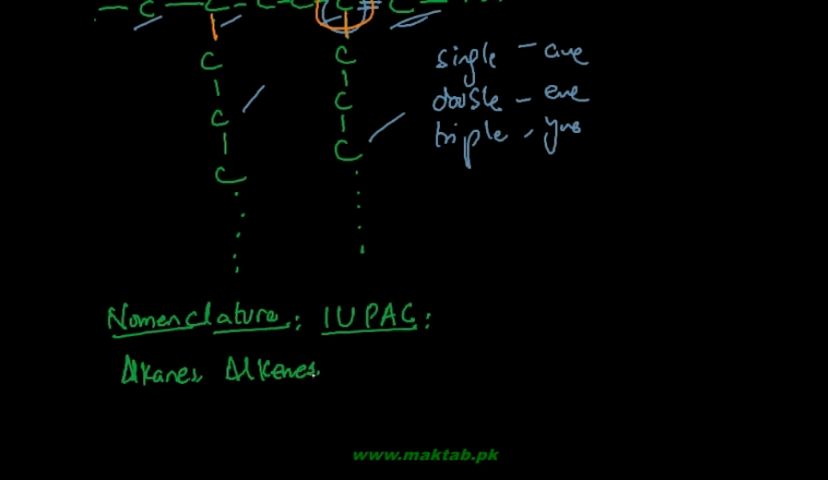 — C — C – C – C – C ≡ C –
C C single – ane
C C double – ene
C C triple – yne
Nomenclature: IUPAC:
Alkanes, Alkenes
www.maktab.pk